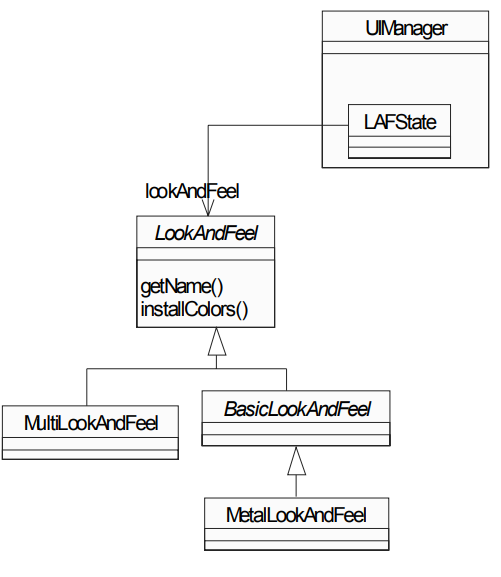 UIManager
LAFState
lookAndFeel
LookAndFeel
getName()
installColors()
MultiLookAndFeel
BasicLookAndFeel
MetalLookAndFeel